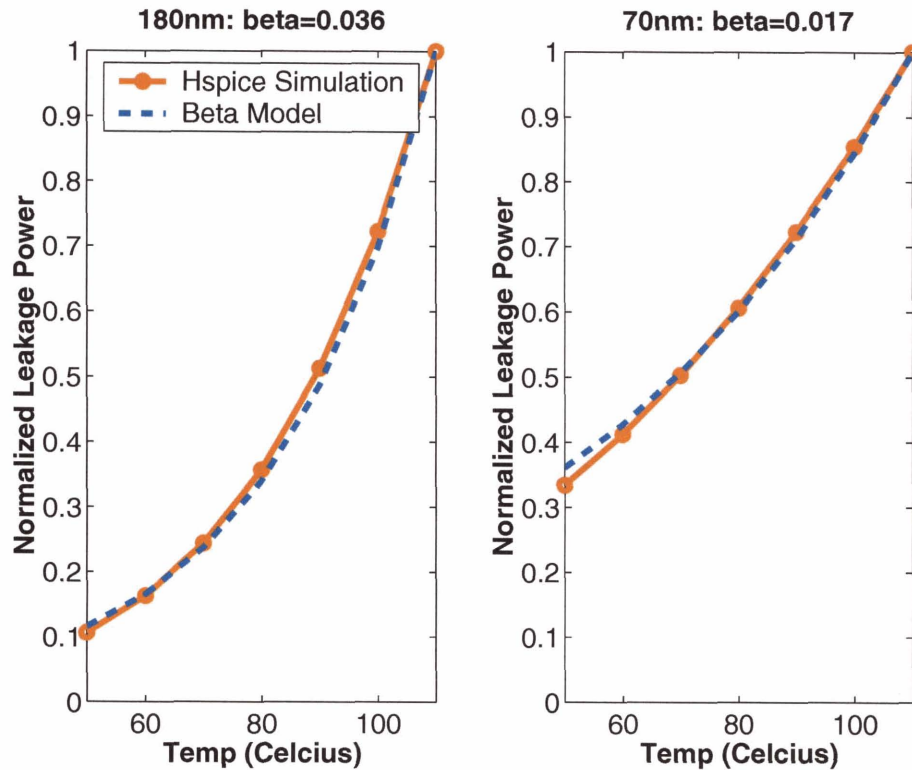 180nm: beta=0.036
Hspice Simulation
Beta Model
Normalized Leakage Power
1
0.9
0.8
0.7
0.6
0.5
0.4
0.3
0.2
0.1
0
60 80 100
Temp (Celcius)
70nm: beta=0.017
Normalized Leakage Power
1
0.9
0.8
0.7
0.6
0.5
0.4
0.3
0.2
0.1
0
60 80 100
Temp (Celcius)